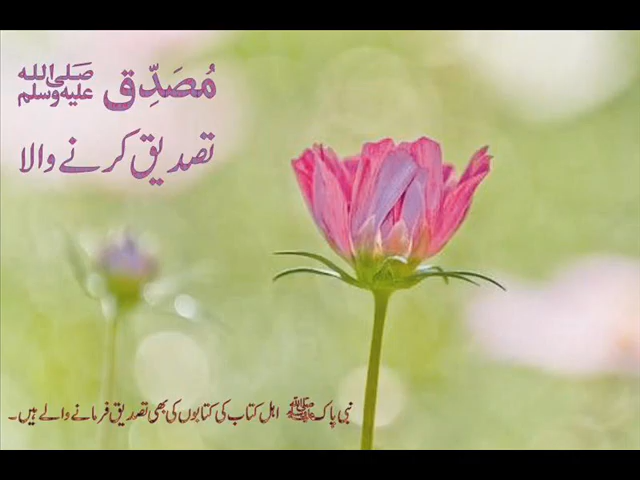 مُصَدِّق صَلَّى اللہ علیہ وسلم
تصدیق کرنے والا
نبی پاک ﷺ اہل کتاب کی کتابوں کی بھی تصدیق فرمانے والے ہیں۔